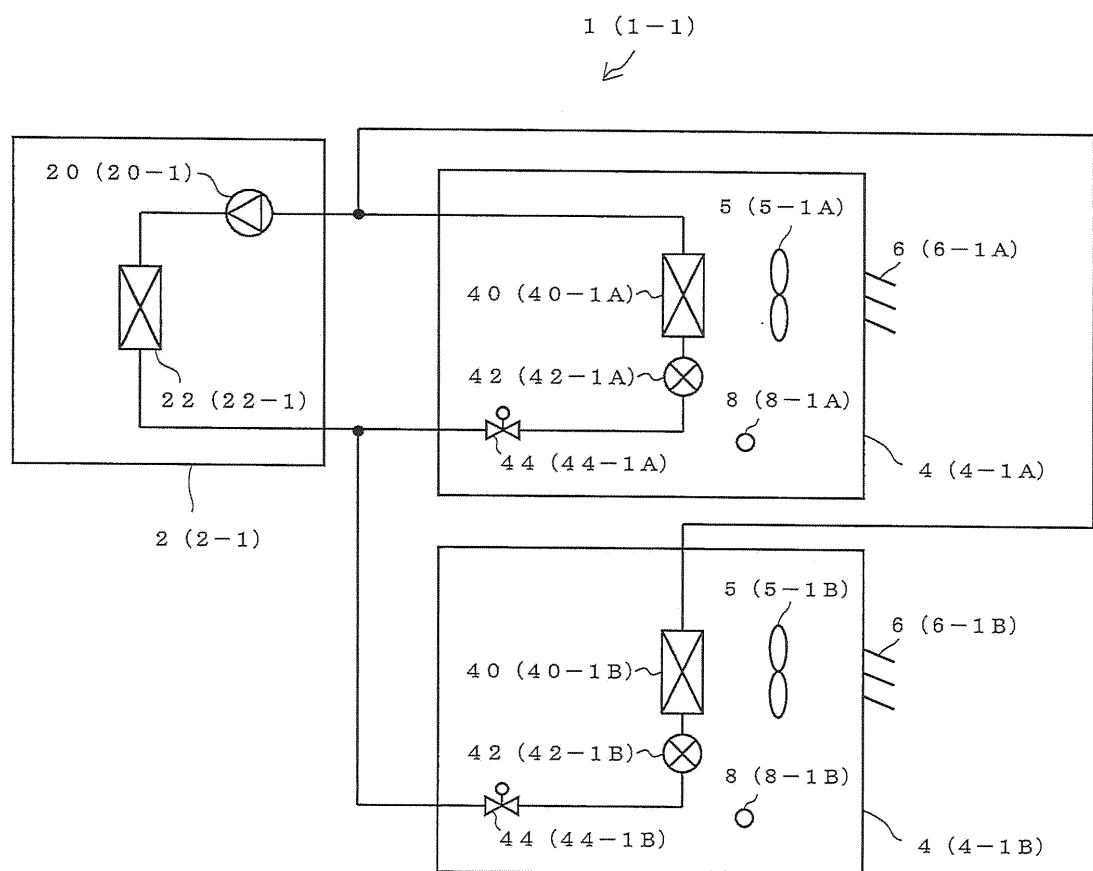 1 (1-1)
20 (20-1)
5 (5-1A)
6 (6-1A)
40 (40-1A)
42 (42-1A)
22 (22-1)
8 (8-1A)
44 (44-1A)
4 (4-1A)
2 (2-1)
5 (5-1B)
6 (6-1B)
40 (40-1B)
42 (42-1B)
8 (8-1B)
44 (44-1B)
4 (4-1B)